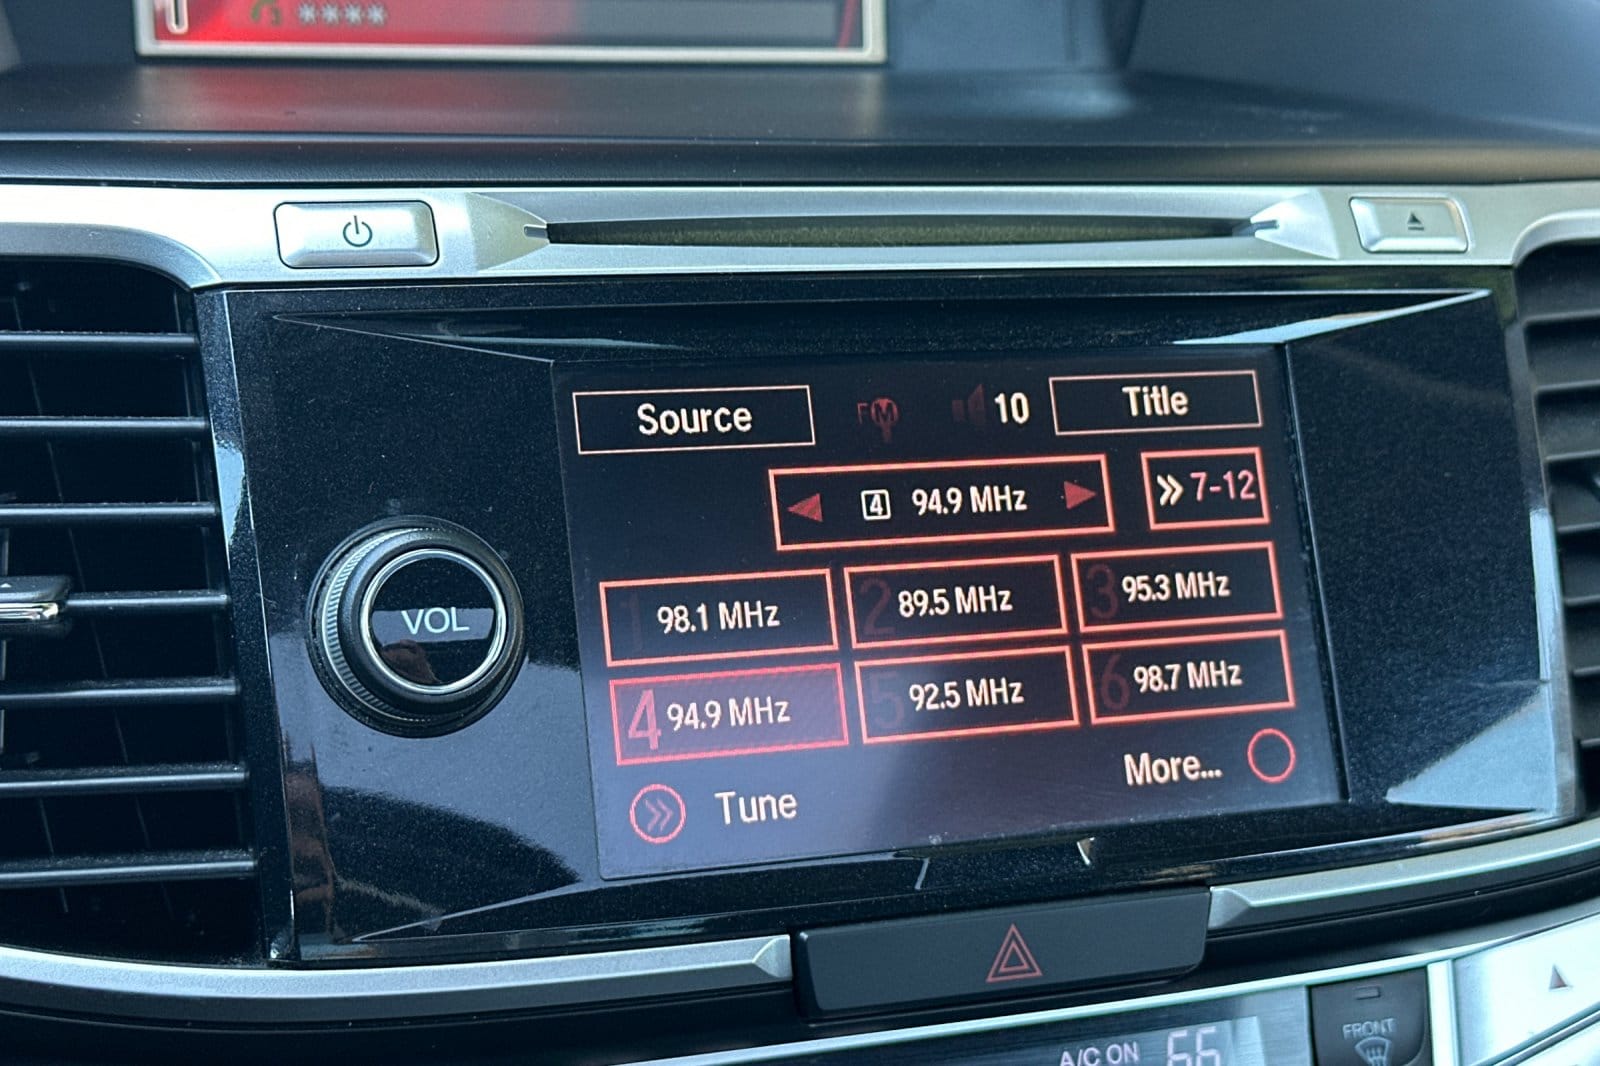 ****
Source FM 10 Title
4 94.9 MHz 7-12
1 98.1 MHz 2 89.5 MHz 3 95.3 MHz
4 94.9 MHz 5 92.5 MHz 6 98.7 MHz
Tune More...
VOL
A/C ON 66
FRONT